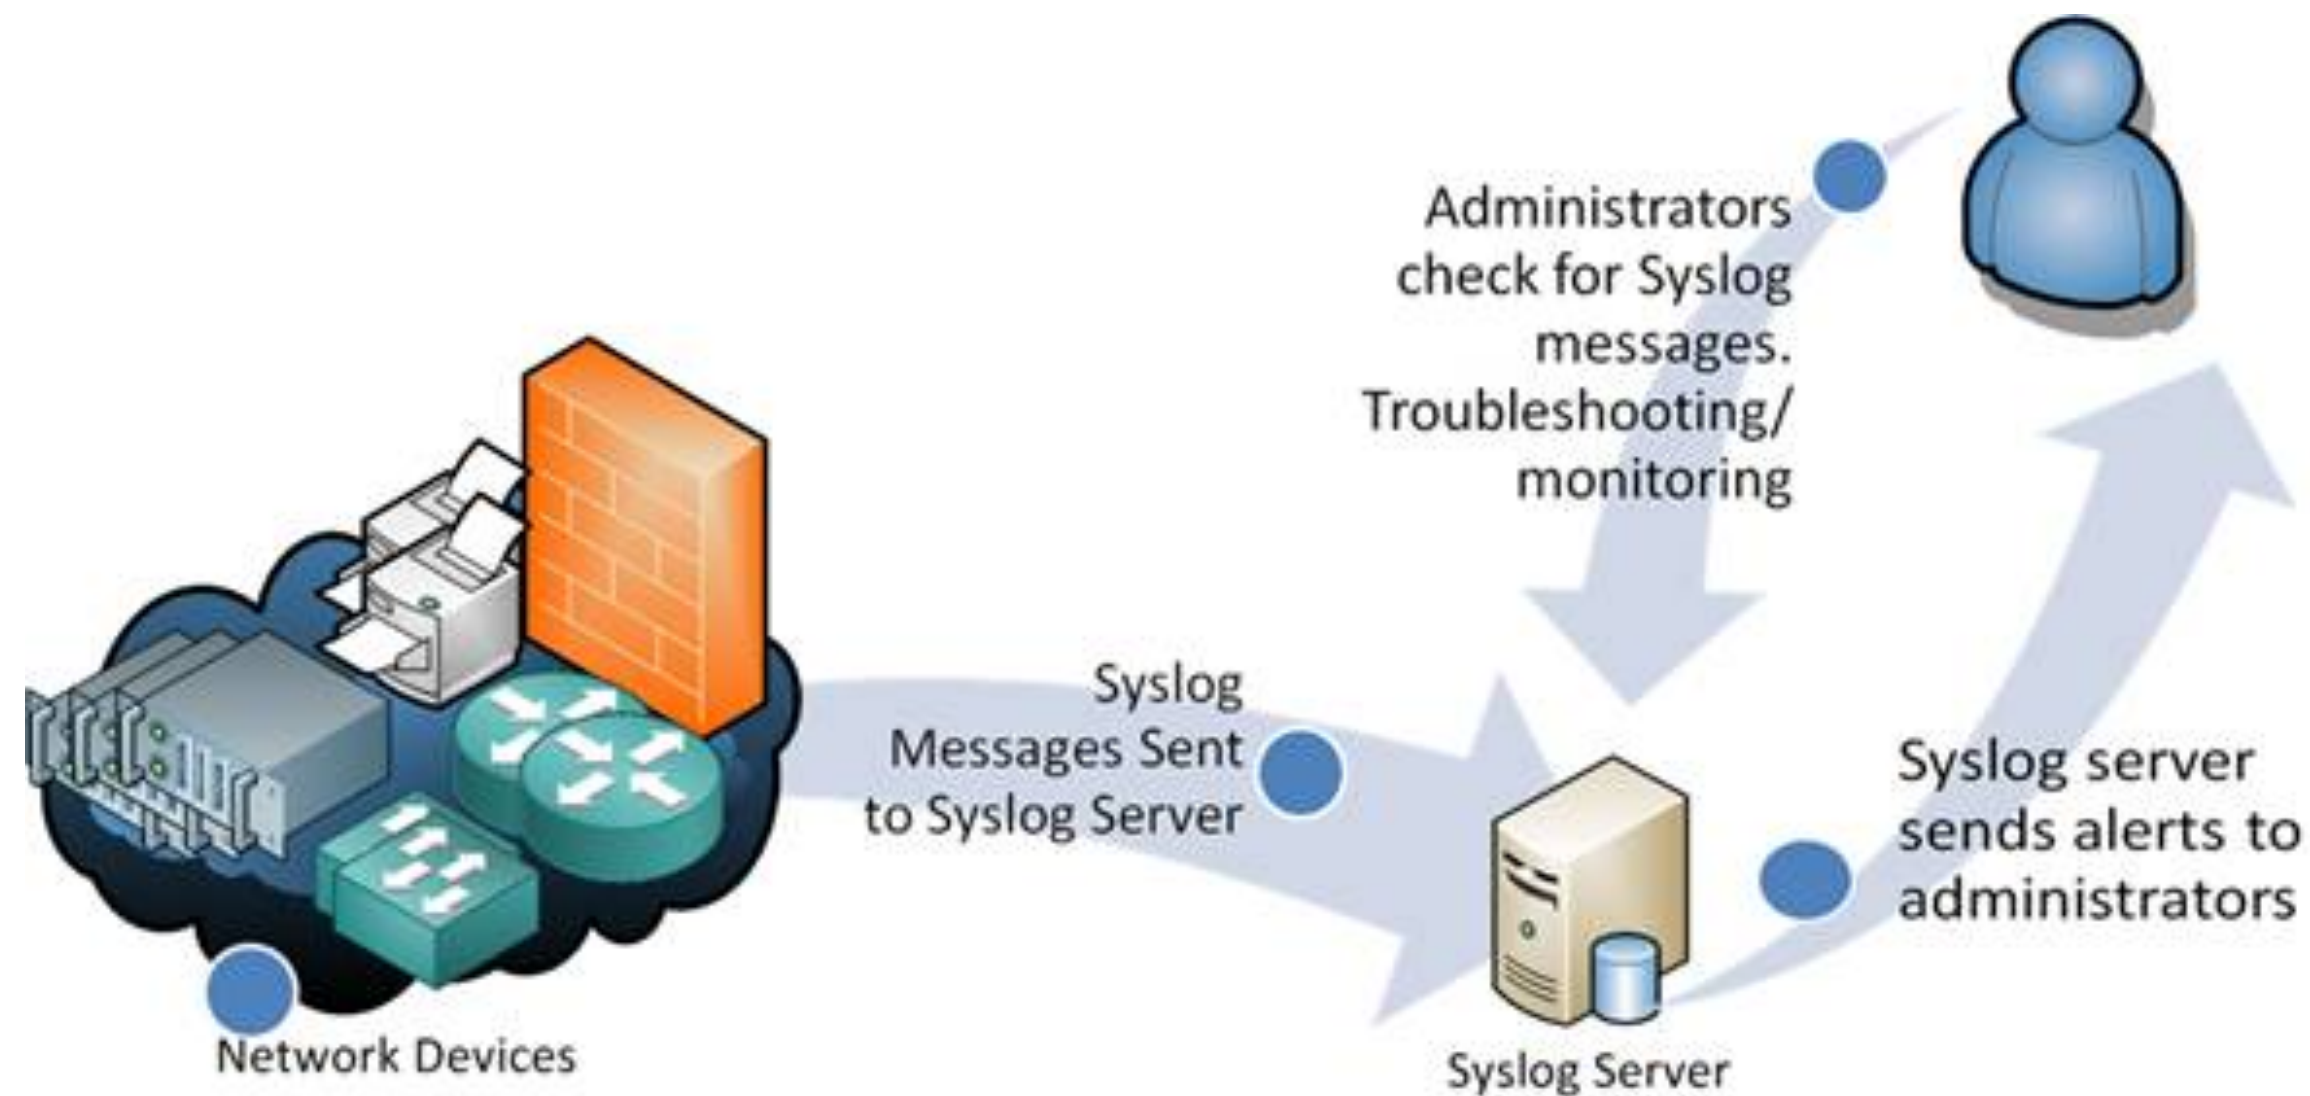 Administrators
check for Syslog
messages.
Troubleshooting/
monitoring
Syslog
Messages Sent
to Syslog Server
Syslog server
sends alerts to
administrators
Network Devices
Syslog Server